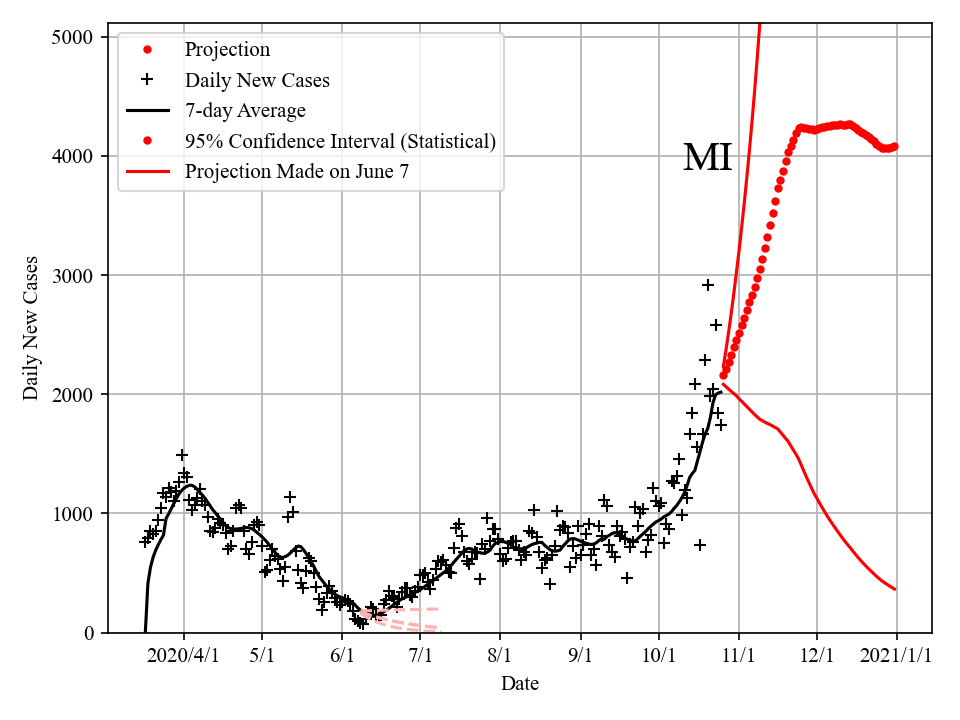 5000
4000
3000
2000
1000
0
Daily New Cases
Projection
Daily New Cases
7-day Average
95% Confidence Interval (Statistical)
Projection Made on June 7
MI
2020/4/1 5/1 6/1 7/1 8/1 9/1 10/1 11/1 12/1 2021/1/1
Date